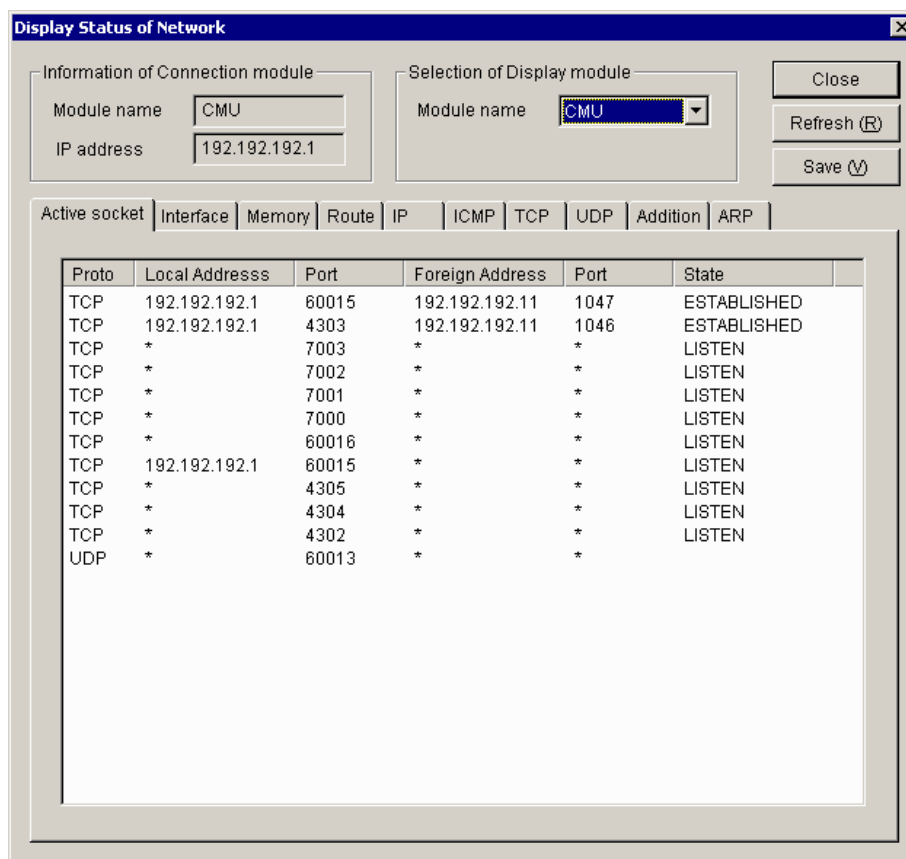 Display Status of Network
Information of Connection module
Module name CMU
IP address 192.192.192.1
Selection of Display module
Module name CMU
Close
Refresh (R)
Save (V)
Active socket Interface Memory Route IP ICMP TCP UDP Addition ARP
Proto Local Addresss Port Foreign Address Port State
TCP 192.192.192.1 60015 192.192.192.11 1047 ESTABLISHED
TCP 192.192.192.1 4303 192.192.192.11 1046 ESTABLISHED
TCP * 7003 * * LISTEN
TCP * 7002 * * LISTEN
TCP * 7001 * * LISTEN
TCP * 7000 * * LISTEN
TCP * 60016 * * LISTEN
TCP 192.192.192.1 60015 * * LISTEN
TCP * 4305 * * LISTEN
TCP * 4304 * * LISTEN
TCP * 4302 * * LISTEN
UDP * 60013 * *